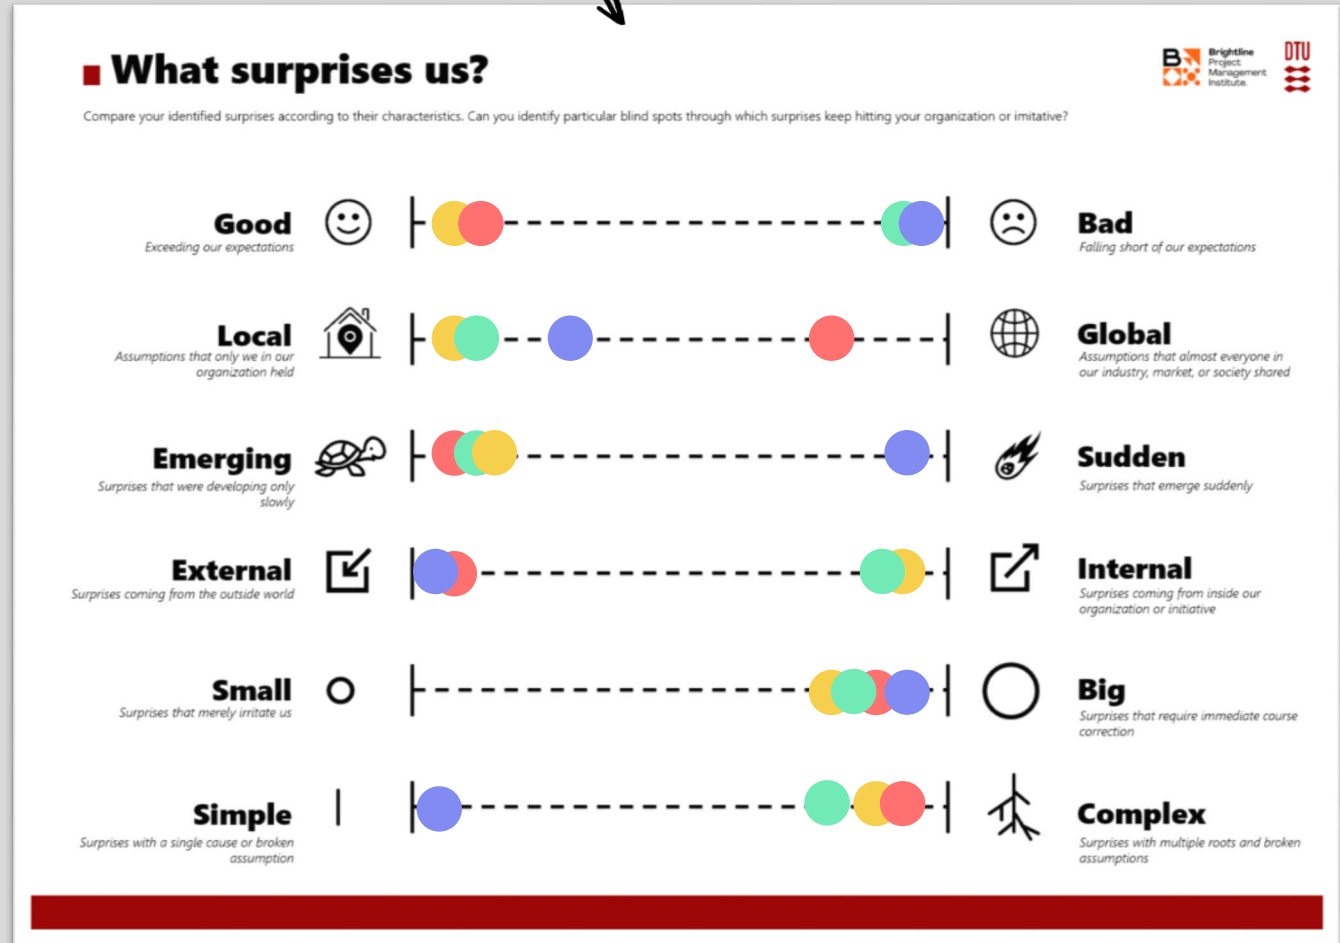 What surprises us?
Brightline
Project
Management
Institute.
DTU
Compare your identified surprises according to their characteristics. Can you identify particular blind spots through which surprises keep hitting your organization or imitative?
Good
Exceeding our expectations
Bad
Falling short of our expectations
Local
Assumptions that only we in our
organization held
Global
Assumptions that almost everyone in
our industry, market, or society shared
Emerging
Surprises that were developing only
slowly
Sudden
Surprises that emerge suddenly
External
Surprises coming from the outside world
Internal
Surprises coming from inside our
organization or initiative
Small
Surprises that merely irritate us
Big
Surprises that require immediate course
correction
Simple
Surprises with a single cause or broken
assumption
Complex
Surprises with multiple roots and broken
assumptions